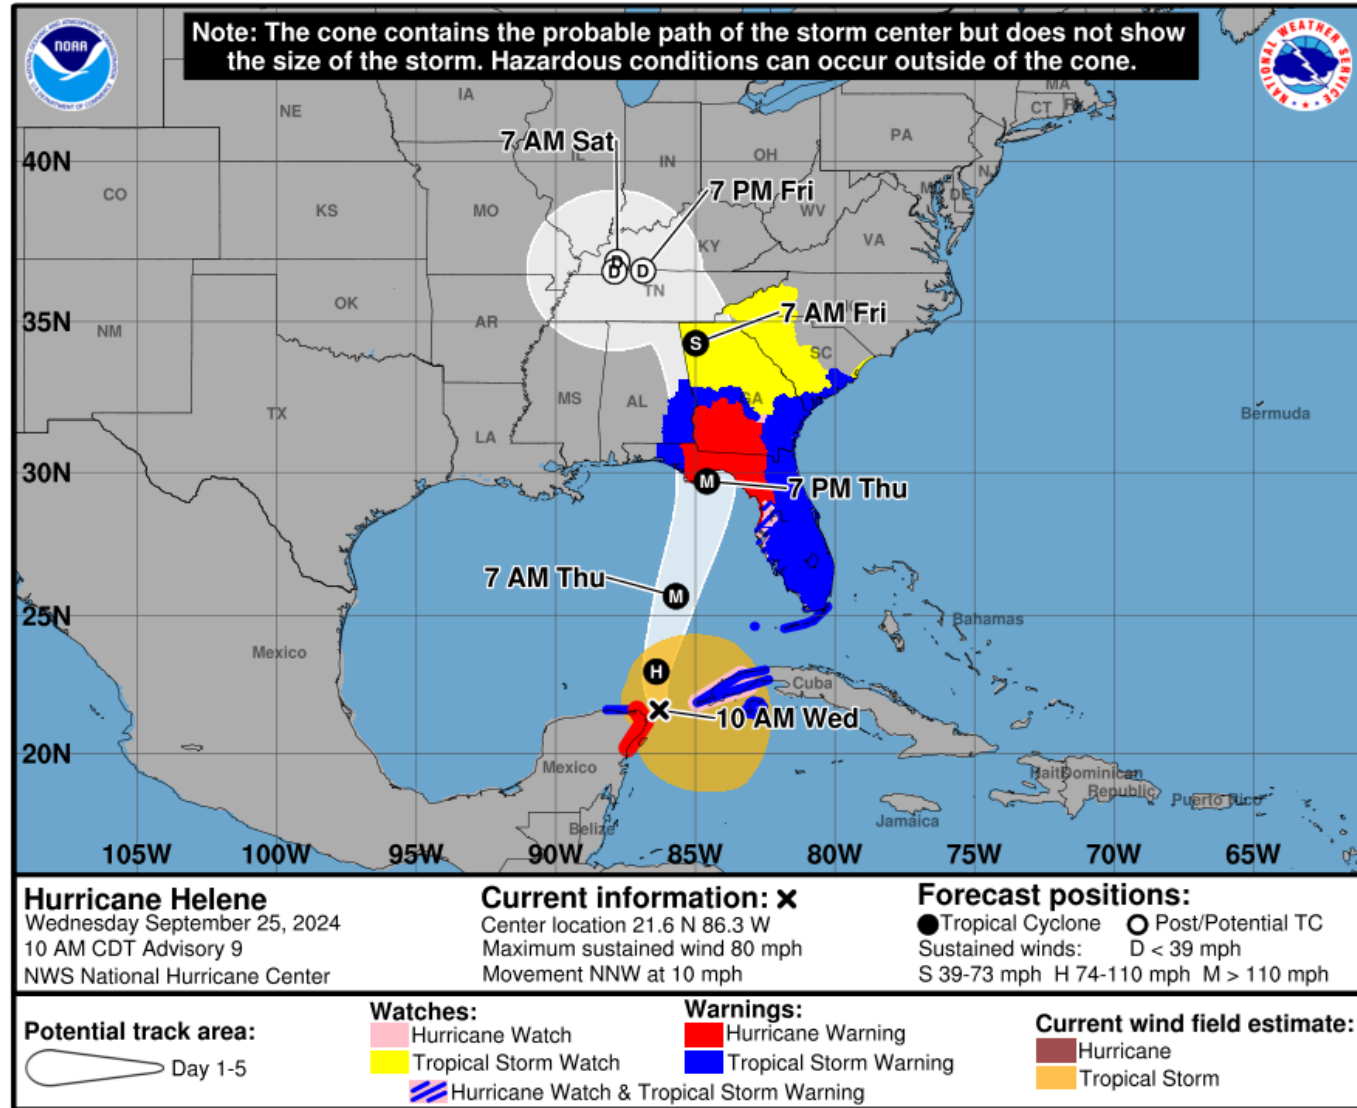 Note: The cone contains the probable path of the storm center but does not show
the size of the storm. Hazardous conditions can occur outside of the cone.
NOAA
NATIONAL WEATHER SERVICE
IA
NE
MA
CT
PA
7 AM Sat
40N
IN
OH
NJ
DE
CO
KS
MO
7 PM Fri
WV
VA
KY
D
D
D
TN
OK
AR
NM
35N
7 AM Fri
S
SC
MS
AL
GA
TX
LA
Bermuda
30N
M
7 PM Thu
7 AM Thu
M
25N
Bahamas
Mexico
H
Cuba
10 AM Wed
20N
Mexico
Haiti
Dominican
Republic
Puerto Rico
Jamaica
Belize
105W 100W 95W 90W 85W 80W 75W 70W 65W
Hurricane Helene
Wednesday September 25, 2024
10 AM CDT Advisory 9
NWS National Hurricane Center
Current information: ✕
Center location 21.6 N 86.3 W
Maximum sustained wind 80 mph
Movement NNW at 10 mph
Forecast positions:
Tropical Cyclone Post/Potential TC
Sustained winds: D < 39 mph
S 39-73 mph H 74-110 mph M > 110 mph
Potential track area:
Day 1-5
Watches:
Hurricane Watch
Tropical Storm Watch
Warnings:
Hurricane Warning
Tropical Storm Warning
Hurricane Watch & Tropical Storm Warning
Current wind field estimate:
Hurricane
Tropical Storm